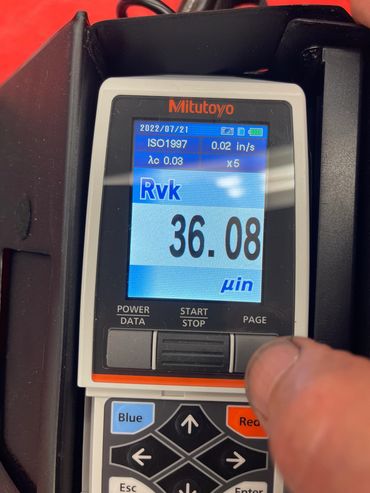 Mitutoyo
2022/07/21
ISO1997 0.02 in/s
λc 0.03 x5
Rvk
36.08
µin
POWER START PAGE
DATA STOP
Blue Red
Esc